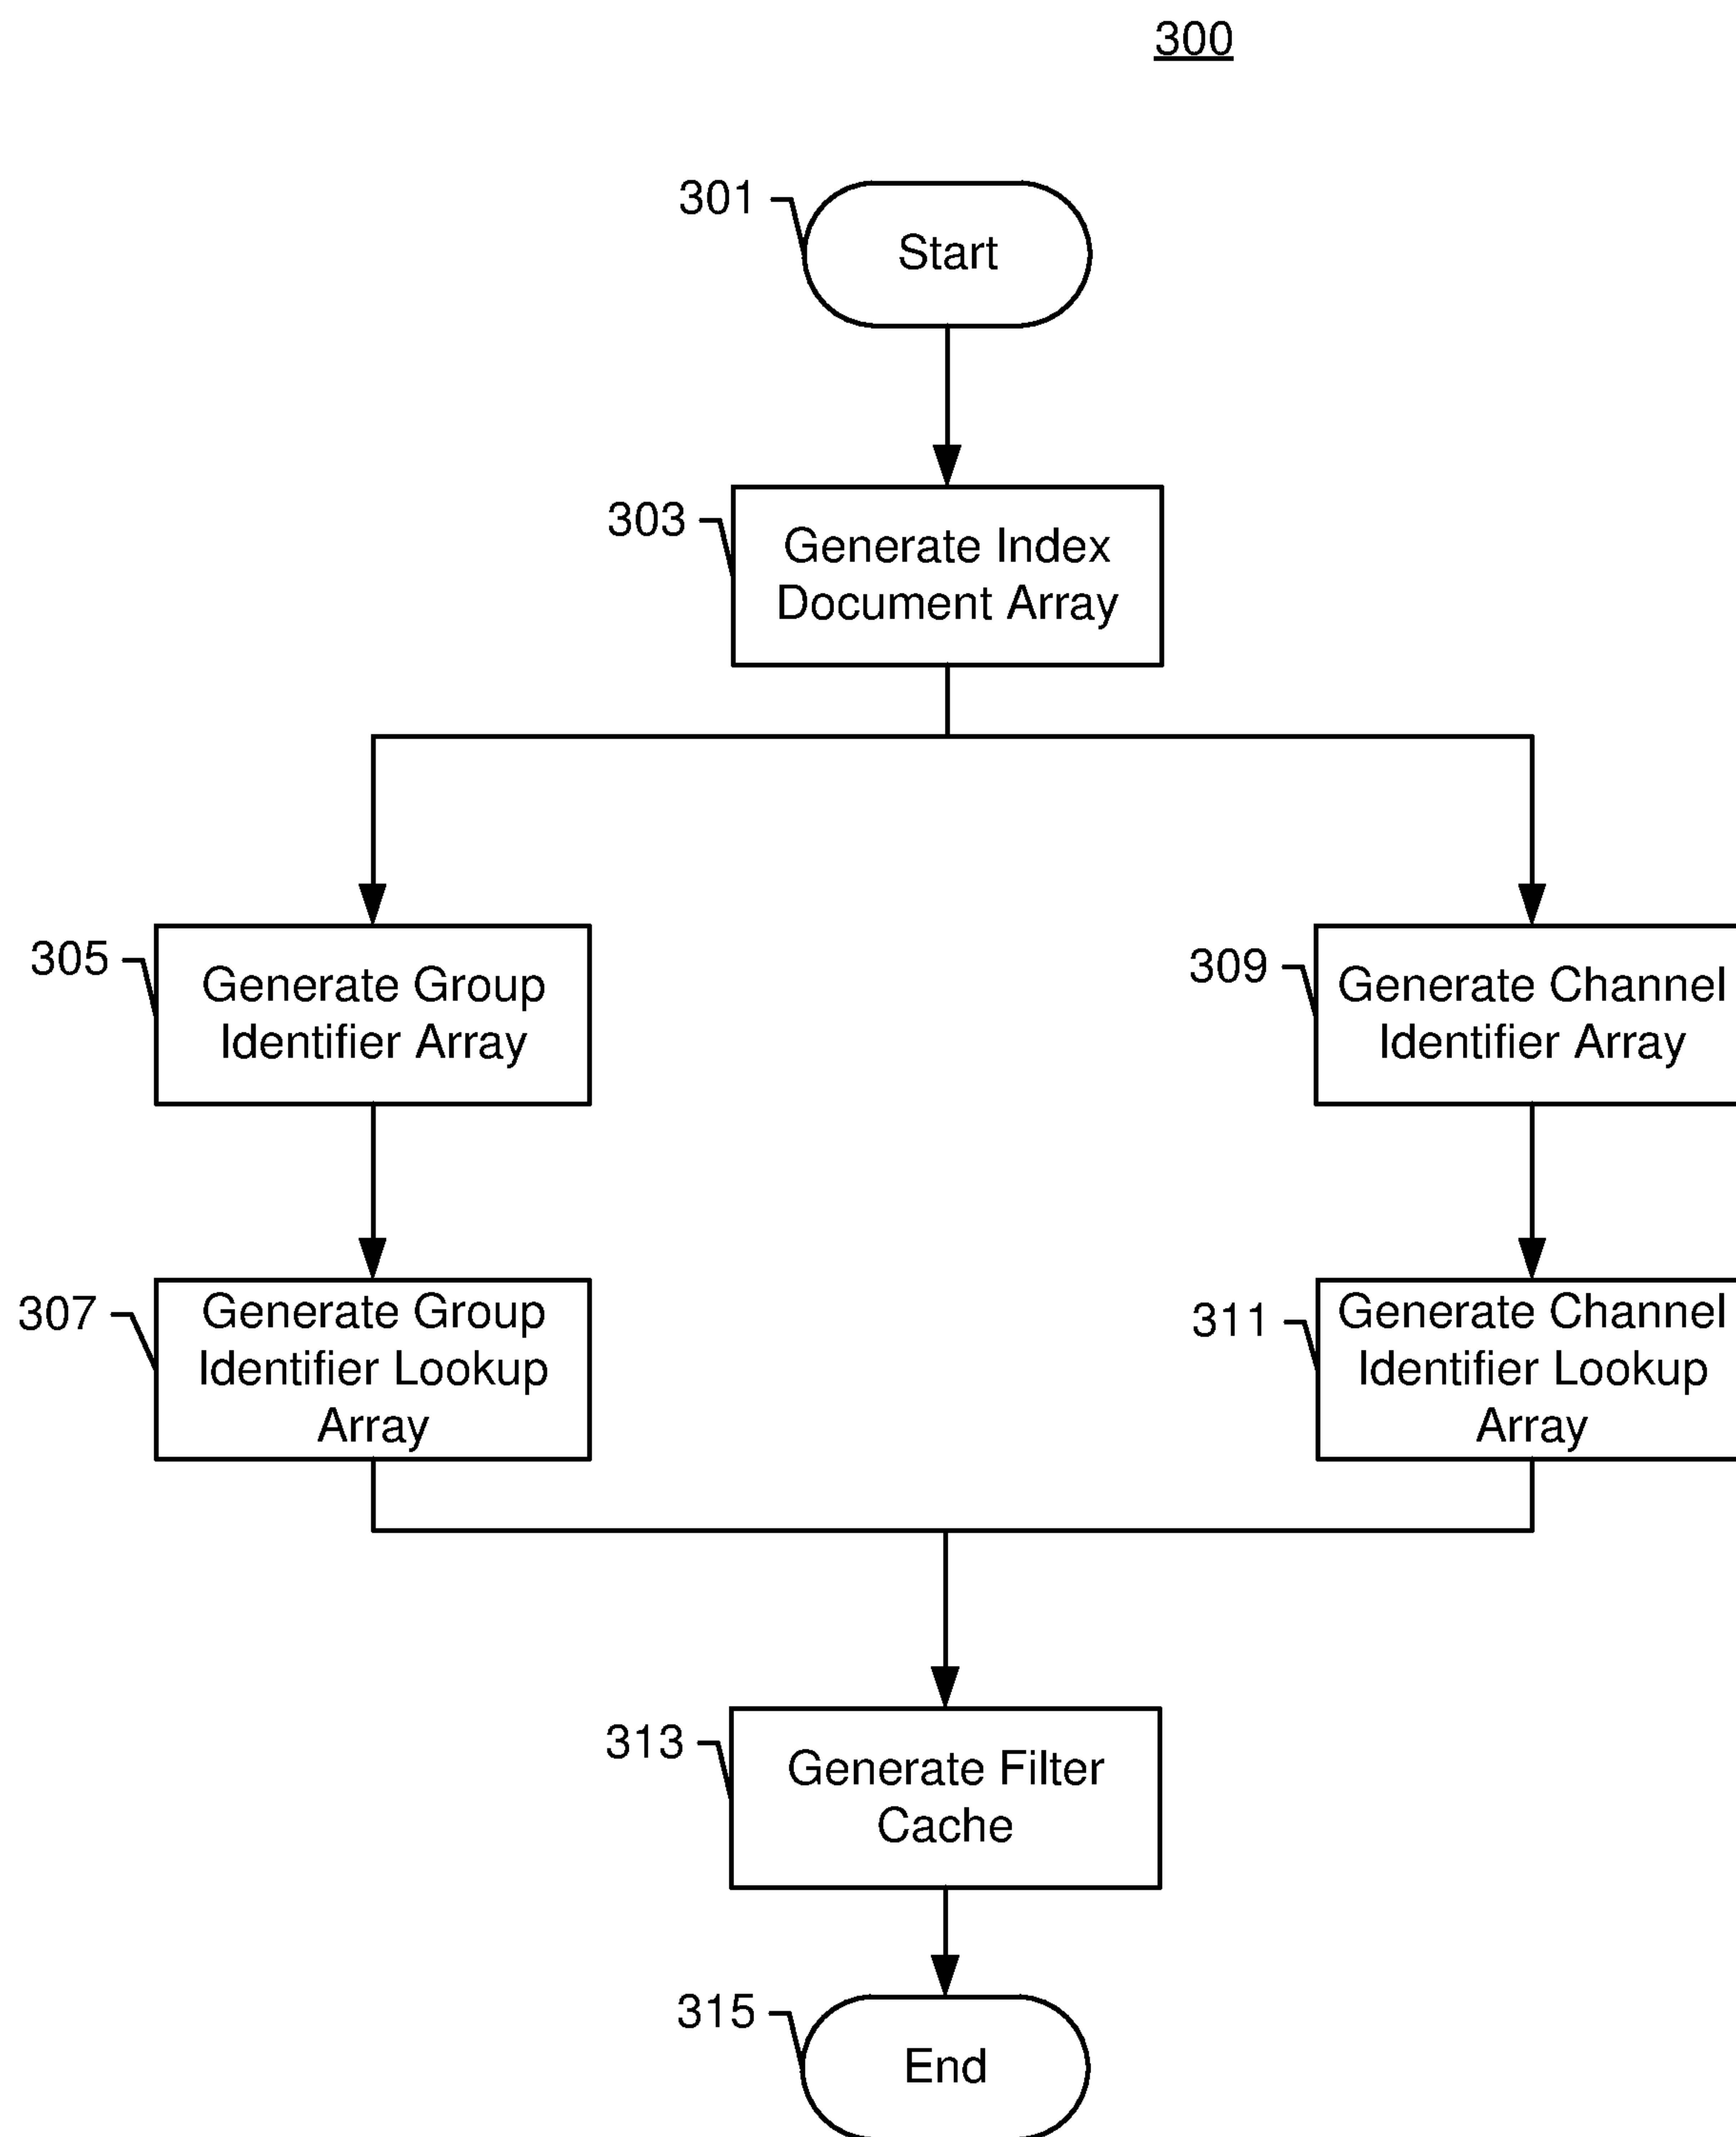 300
301
Start
303
Generate Index
Document Array
305
Generate Group
Identifier Array
309
Generate Channel
Identifier Array
307
Generate Group
Identifier Lookup
Array
311
Generate Channel
Identifier Lookup
Array
313
Generate Filter
Cache
315
End